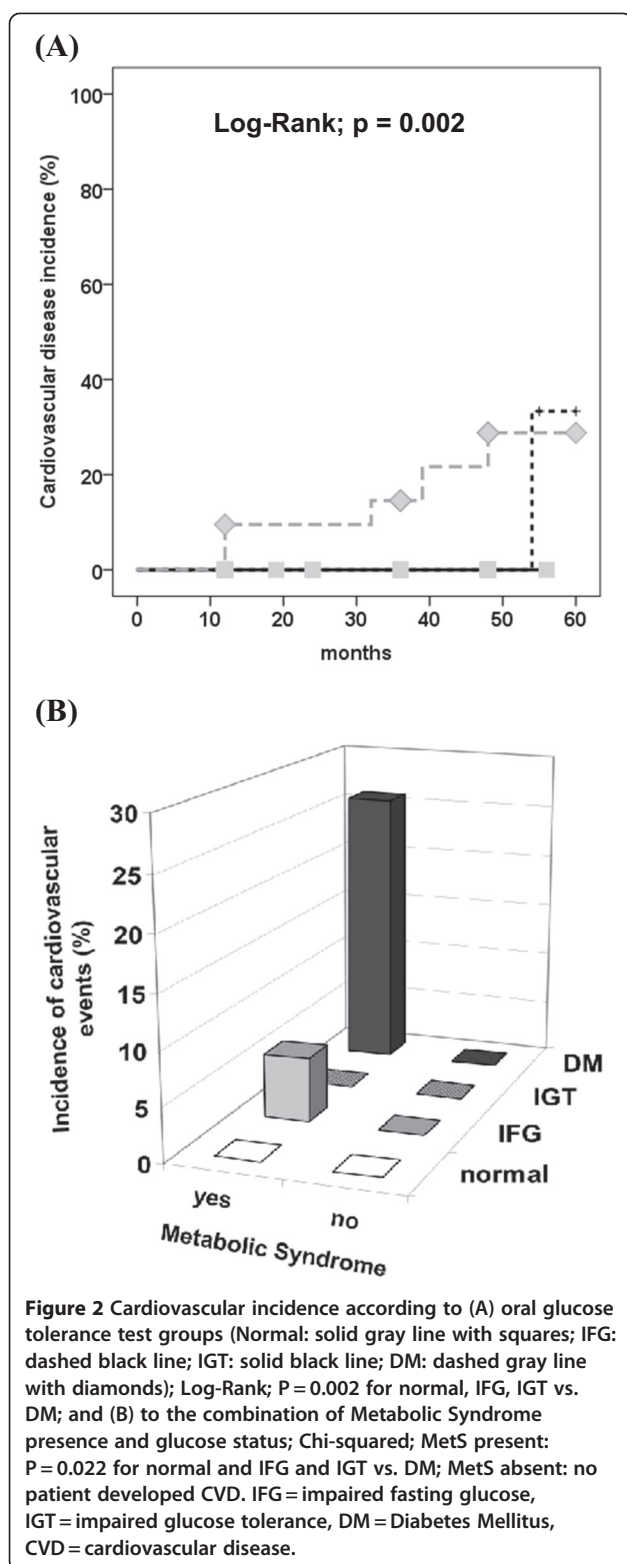 (A)
Log-Rank; p = 0.002
Cardiovascular disease incidence (%)
100
80
60
40
20
0
0 10 20 30 40 50 60
months
(B)
Incidence of cardiovascular
events (%)
30
25
20
15
10
5
0
DM
IGT
IFG
normal
yes
no
Metabolic Syndrome
Figure 2 Cardiovascular incidence according to (A) oral glucose
tolerance test groups (Normal: solid gray line with squares; IFG:
dashed black line; IGT: solid black line; DM: dashed gray line
with diamonds); Log-Rank; P = 0.002 for normal, IFG, IGT vs.
DM; and (B) to the combination of Metabolic Syndrome
presence and glucose status; Chi-squared; MetS present:
P = 0.022 for normal and IFG and IGT vs. DM; MetS absent: no
patient developed CVD. IFG = impaired fasting glucose,
IGT = impaired glucose tolerance, DM = Diabetes Mellitus,
CVD = cardiovascular disease.